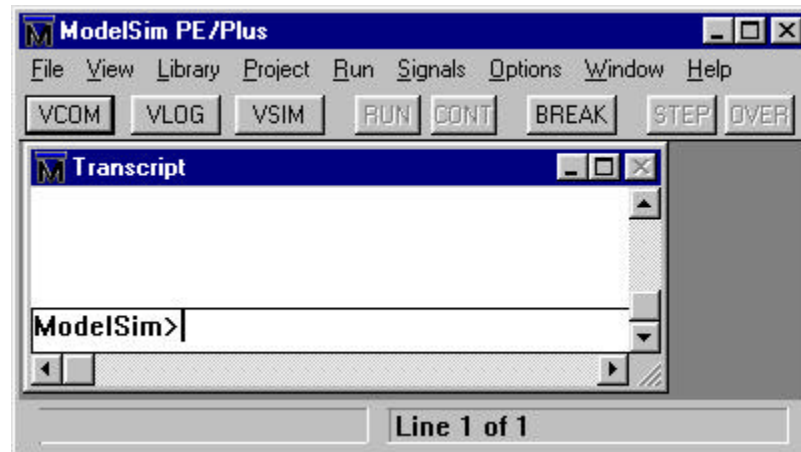 ModelSim PE/Plus
File View Library Project Run Signals Options Window Help
VCOM VLOG VSIM RUN CONT BREAK STEP OVER
Transcript
ModelSim>
Line 1 of 1